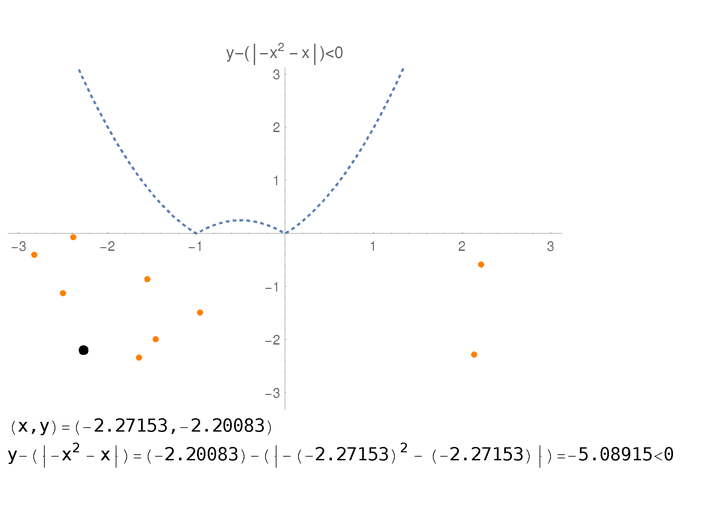 y-(|-x² - x|)<0
3
2
1
-3 -2 -1 1 2 3
-1
-2
-3
(x,y)=(-2.27153,-2.20083)
y-(|-x² - x|)=(-2.20083)-(|-(-2.27153)² - (-2.27153)|)=-5.08915<0